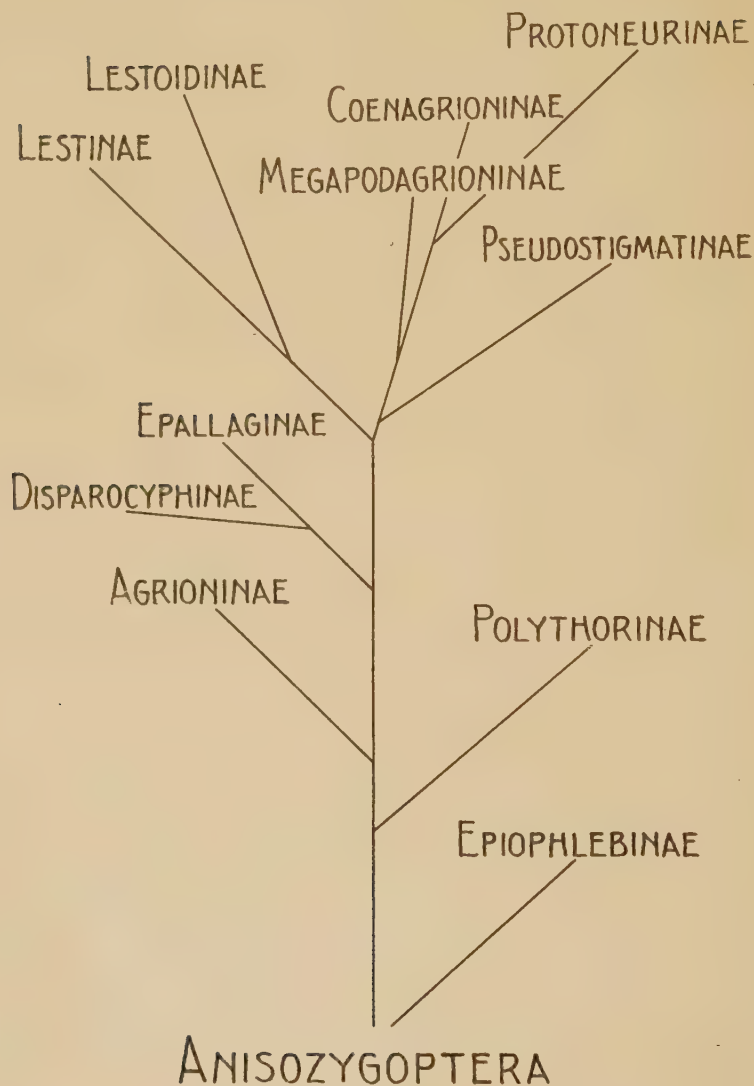 PROTONEURINAE
LESTOIDINAE
COENAGRIONINAE
LESTINAE
MEGAPODAGRIONINAE
PSEUDOSTIGMATINAE
EPALLAGINAE
DISPAROCYPHINAE
AGRIONINAE
POLYTHORINAE
EPIOPHLEBINAE
ANISOZYGOPTERA